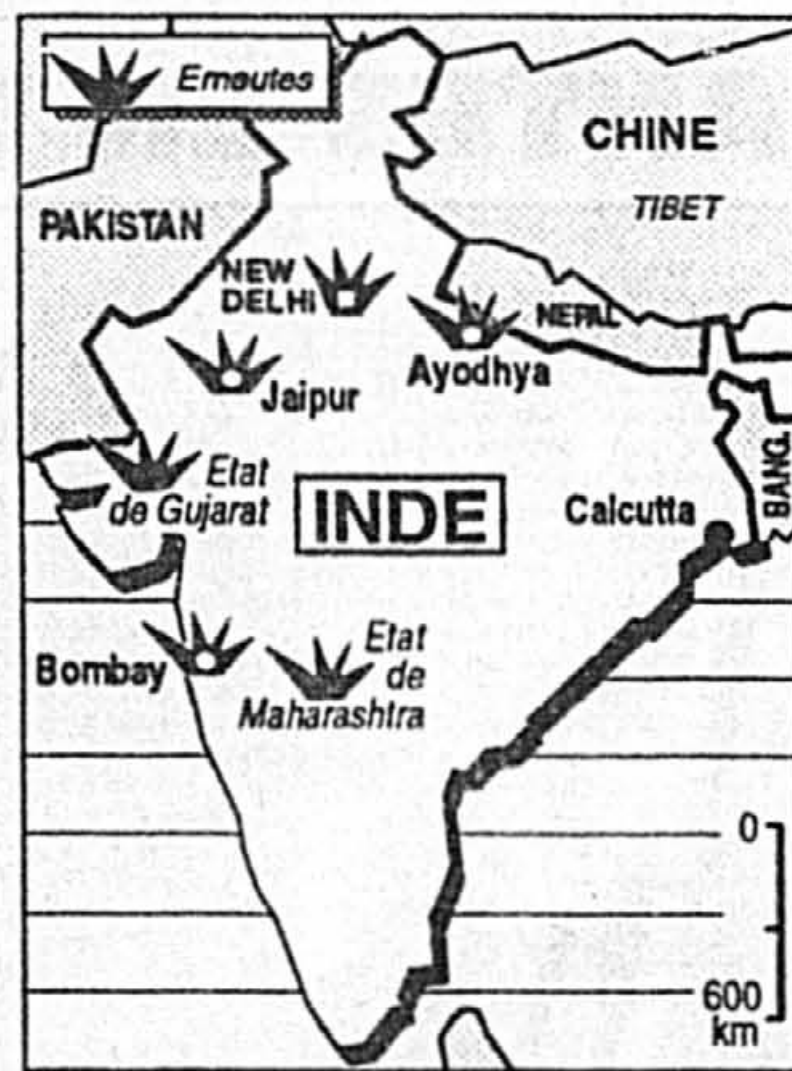 Emeutes
CHINE
TIBET
PAKISTAN
NEW
DELHI
NEPAL
Ayodhya
Jaipur
BANG.
Etat
de Gujarat
INDE
Calcutta
Bombay
Etat
de
Maharashtra
0
600
km